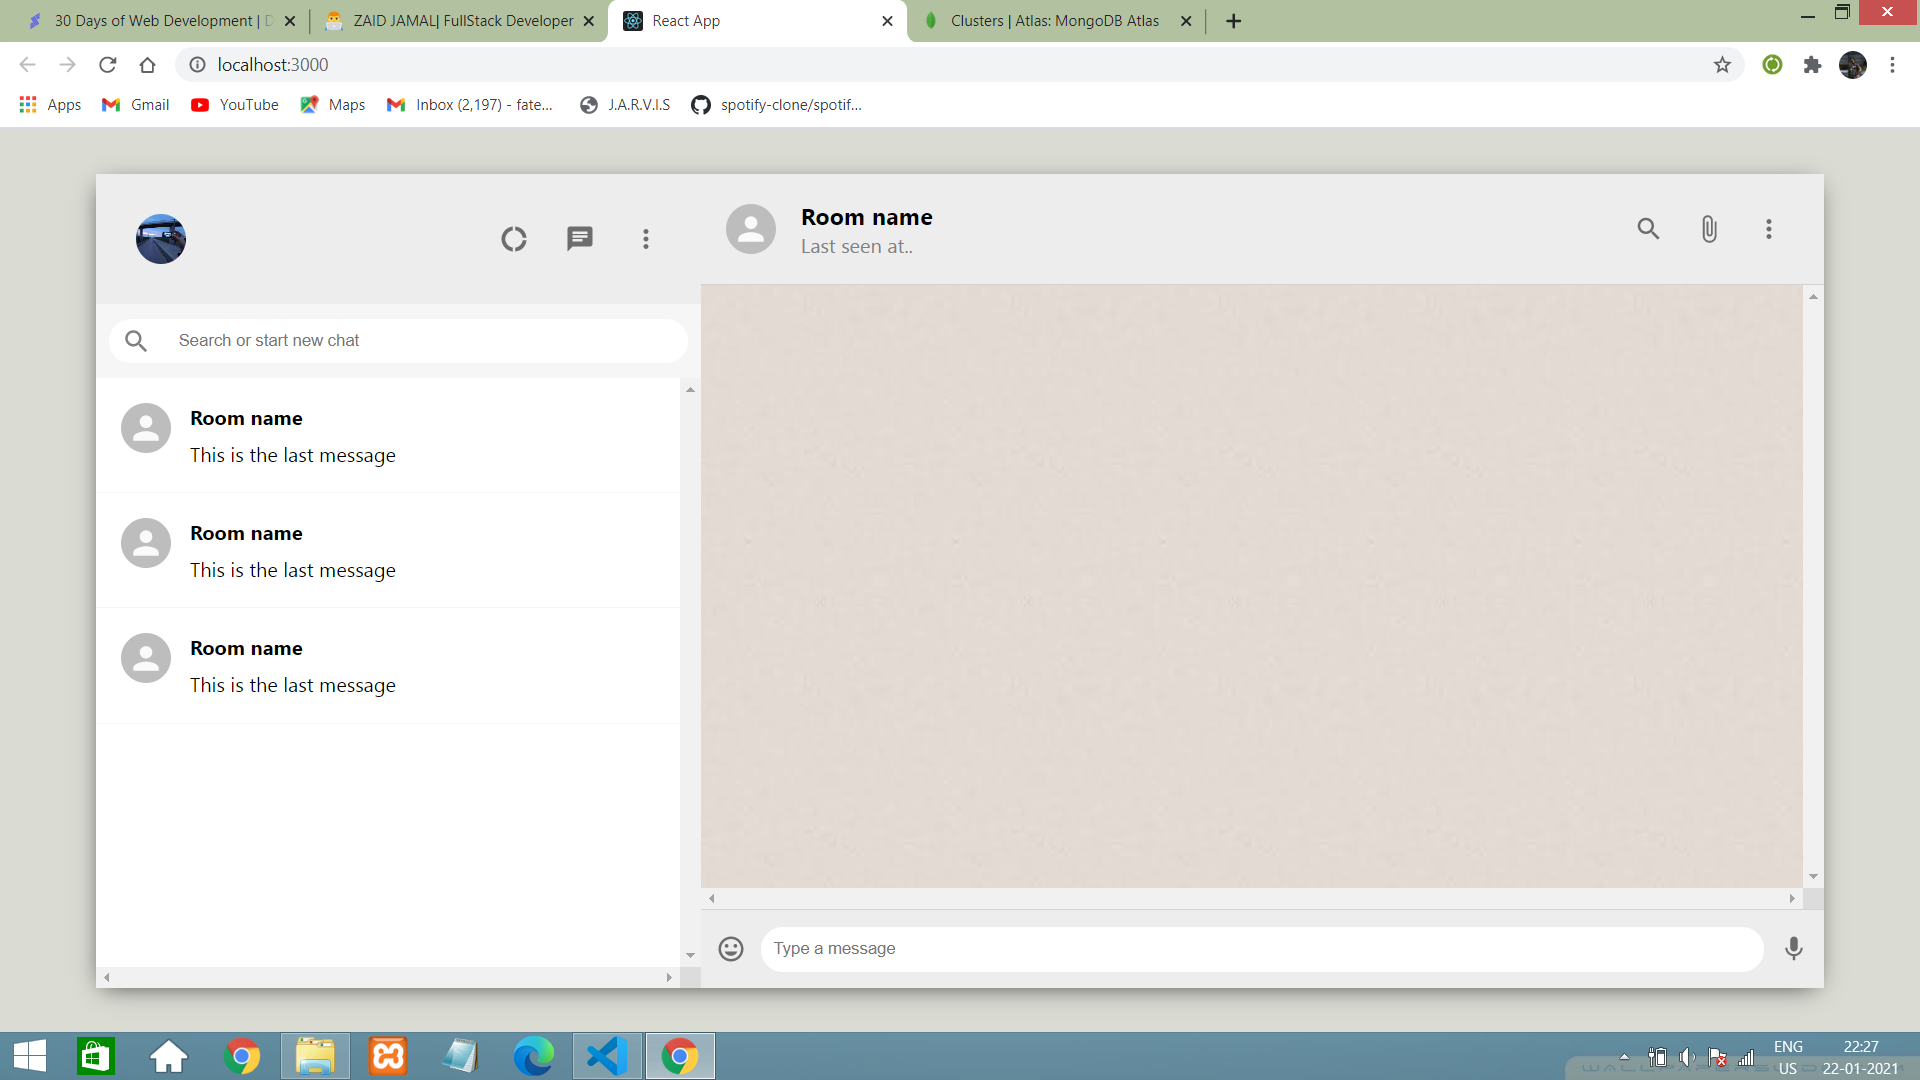 30 Days of Web Development | D
ZAID JAMAL| FullStack Developer
React App
Clusters | Atlas: MongoDB Atlas
localhost:3000
Apps
Gmail
YouTube
Maps
Inbox (2,197) - fate...
J.A.R.V.I.S
spotify-clone/spotif...
Room name
Last seen at..
Search or start new chat
Room name
This is the last message
Room name
This is the last message
Room name
This is the last message
Type a message
ENG
22:27
US
22-01-2021